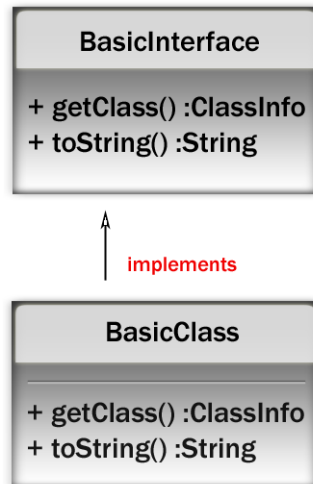 BasicInterface
+ getClass() :ClassInfo
+ toString() :String
implements
BasicClass
+ getClass() :ClassInfo
+ toString() :String